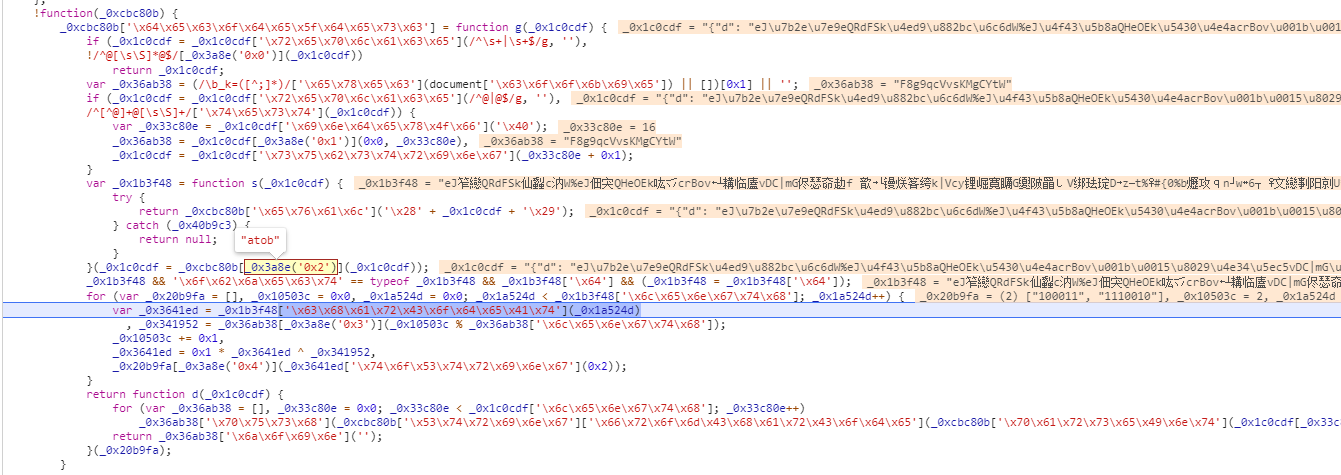 };
!function(_0xcbc80b) {
_0xcbc80b['\x64\x65\x63\x6f\x64\x65\x5f\x64\x65\x73\x63'] = function g(_0x1c0cdf) { _0x1c0cdf = "{"d": "eJ\u7b2e\u7e9eQRdFSk\u4ed9\u882bc\u6c6dW%eJ\u4f43\u5b8aQHeOEk\u5430\u4e4acrBov\u001b\u001
if (_0x1c0cdf = _0x1c0cdf['\x72\x65\x70\x6c\x61\x63\x65'](/^\s+|\s+$/g, ''),
!/^@[\s\S]*@$/[_0x3a8e('0x0')](_0x1c0cdf))
return _0x1c0cdf;
var _0x36ab38 = (/\b_k=([^;]*)/['\x65\x78\x65\x63'](document['\x63\x6f\x6f\x6b\x69\x65']) || [])[0x1] || ''; _0x36ab38 = "F8g9qcVvsKMgCYtW"
if (_0x1c0cdf = _0x1c0cdf['\x72\x65\x70\x6c\x61\x63\x65'](/^@|@$/g, ''), _0x1c0cdf = "{"d": "eJ\u7b2e\u7e9eQRdFSk\u4ed9\u882bc\u6c6dW%eJ\u4f43\u5b8aQHeOEk\u5430\u4e4acrBov\u001b\u0015\u8029
/^[^@]+@[\s\S]+/['\x74\x65\x73\x74'](_0x1c0cdf)) {
var _0x33c80e = _0x1c0cdf['\x69\x6e\x64\x65\x78\x4f\x66']('\x40'); _0x33c80e = 16
_0x36ab38 = _0x1c0cdf[_0x3a8e('0x1')](0x0, _0x33c80e), _0x36ab38 = "F8g9qcVvsKMgCYtW"
_0x1c0cdf = _0x1c0cdf['\x73\x75\x62\x73\x74\x72\x69\x6e\x67'](_0x33c80e + 0x1);
}
var _0x1b3f48 = function s(_0x1c0cdf) { _0x1b3f48 =
try {
return _0xcbc80b['\x65\x76\x61\x6c']('\x28' + _0x1c0cdf + '\x29'); _0x1c0cdf = "{"d": "eJ\u7b2e\u7e9eQRdFSk\u4ed9\u882bc\u6c6dW%eJ\u4f43\u5b8aQHeOEk\u5430\u4e4acrBov\u001b\u0015\u80
} catch (_0x40b9c3) {
return null;
"atob"
}
}(_0x1c0cdf = _0xcbc80b[_0x3a8e('0x2')](_0x1c0cdf)); _0x1c0cdf = "{"d": "eJ\u7b2e\u7e9eQRdFSk\u4ed9\u882bc\u6c6dW%eJ\u4f43\u5b8aQHeOEk\u5430\u4e4acrBov\u001b\u0015\u8029\u4e34\u5ec5vDC|mG\u
_0x1b3f48 && '\x6f\x62\x6a\x65\x63\x74' == typeof _0x1b3f48 && _0x1b3f48['\x64'] && (_0x1b3f48 = _0x1b3f48['\x64']); _0x1b3f48 =
for (var _0x20b9fa = [], _0x10503c = 0x0, _0x1a524d = 0x0; _0x1a524d < _0x1b3f48['\x6c\x65\x6e\x67\x74\x68']; _0x1a524d++) { _0x20b9fa = (2) ["100011", "1110010"], _0x10503c = 2, _0x1a524d
var _0x3641ed = _0x1b3f48['\x63\x68\x61\x72\x43\x6f\x64\x65\x41\x74'](_0x1a524d)
, _0x341952 = _0x36ab38[_0x3a8e('0x3')](_0x10503c % _0x36ab38['\x6c\x65\x6e\x67\x74\x68']);
_0x10503c += 0x1,
_0x3641ed = 0x1 * _0x3641ed ^ _0x341952,
_0x20b9fa[_0x3a8e('0x4')](_0x3641ed['\x74\x6f\x53\x74\x72\x69\x6e\x67'](0x2));
}
return function d(_0x1c0cdf) {
for (var _0x36ab38 = [], _0x33c80e = 0x0; _0x33c80e < _0x1c0cdf['\x6c\x65\x6e\x67\x74\x68']; _0x33c80e++)
_0x36ab38['\x70\x75\x73\x68'](_0xcbc80b['\x53\x74\x72\x69\x6e\x67']['\x66\x72\x6f\x6d\x43\x68\x61\x72\x43\x6f\x64\x65'](_0xcbc80b['\x70\x61\x72\x73\x65\x49\x6e\x74'](_0x1c0cdf[_0x33c
return _0x36ab38['\x6a\x6f\x69\x6e']('');
}(_0x20b9fa);
}